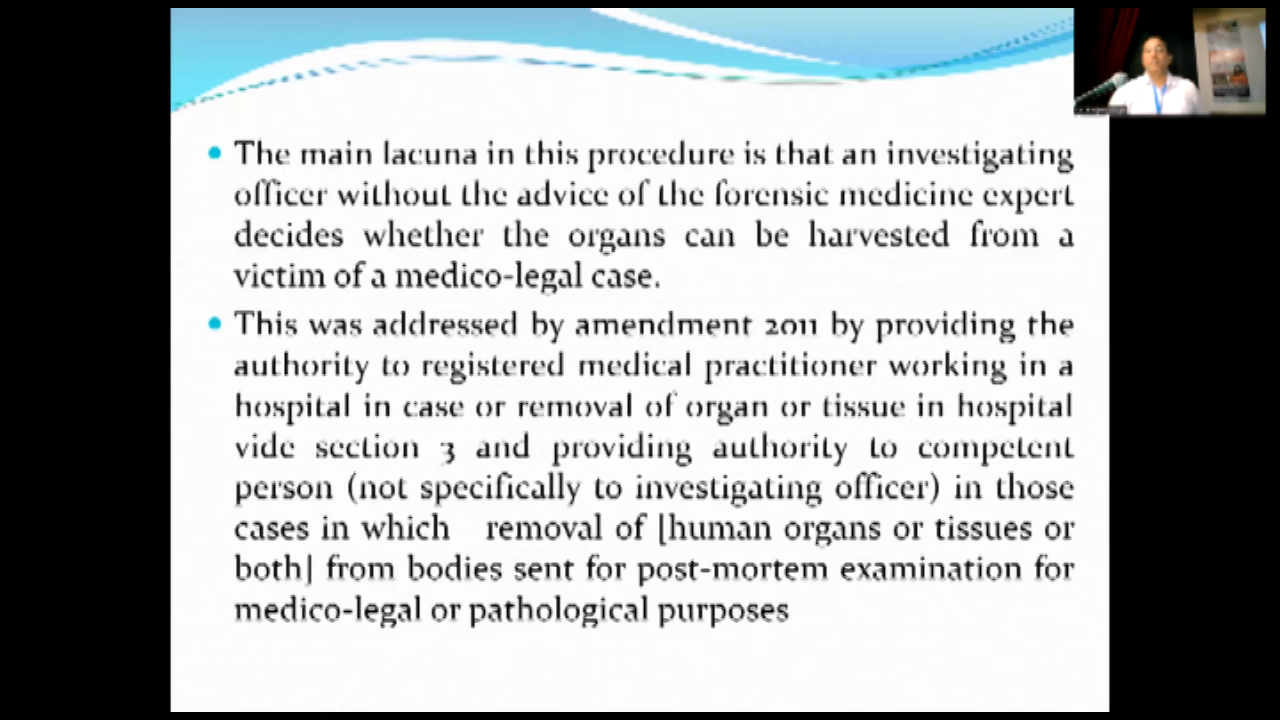 The main lacuna in this procedure is that an investigating
officer without the advice of the forensic medicine expert
decides whether the organs can be harvested from a
victim of a medico-legal case.
This was addressed by amendment 2011 by providing the
authority to registered medical practitioner working in a
hospital in case or removal of organ or tissue in hospital
vide section 3 and providing authority to competent
person (not specifically to investigating officer) in those
cases in which removal of [human organs or tissues or
both] from bodies sent for post-mortem examination for
medico-legal or pathological purposes